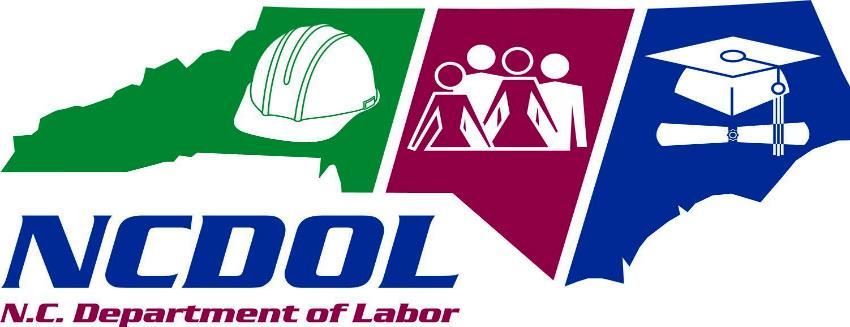 NCDOL
N.C. Department of Labor